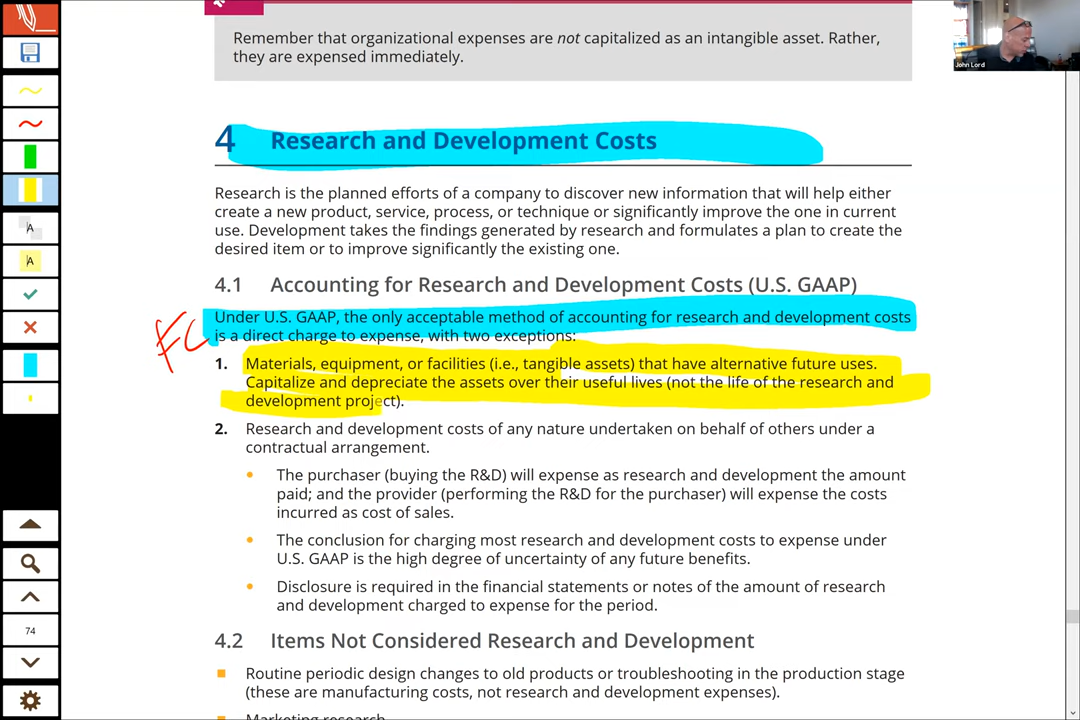 Remember that organizational expenses are not capitalized as an intangible asset. Rather,
they are expensed immediately.
John Lord
4 Research and Development Costs
Research is the planned efforts of a company to discover new information that will help either
create a new product, service, process, or technique or significantly improve the one in current
use. Development takes the findings generated by research and formulates a plan to create the
desired item or to improve significantly the existing one.
4.1 Accounting for Research and Development Costs (U.S. GAAP)
FC
Under U.S. GAAP, the only acceptable method of accounting for research and development costs
is a direct charge to expense, with two exceptions:
1. Materials, equipment, or facilities (i.e., tangible assets) that have alternative future uses.
Capitalize and depreciate the assets over their useful lives (not the life of the research and
development project).
2. Research and development costs of any nature undertaken on behalf of others under a
contractual arrangement.
• The purchaser (buying the R&D) will expense as research and development the amount
paid; and the provider (performing the R&D for the purchaser) will expense the costs
incurred as cost of sales.
• The conclusion for charging most research and development costs to expense under
U.S. GAAP is the high degree of uncertainty of any future benefits.
• Disclosure is required in the financial statements or notes of the amount of research
and development charged to expense for the period.
4.2 Items Not Considered Research and Development
■ Routine periodic design changes to old products or troubleshooting in the production stage
(these are manufacturing costs, not research and development expenses).
■ Marketing research
A
A
74